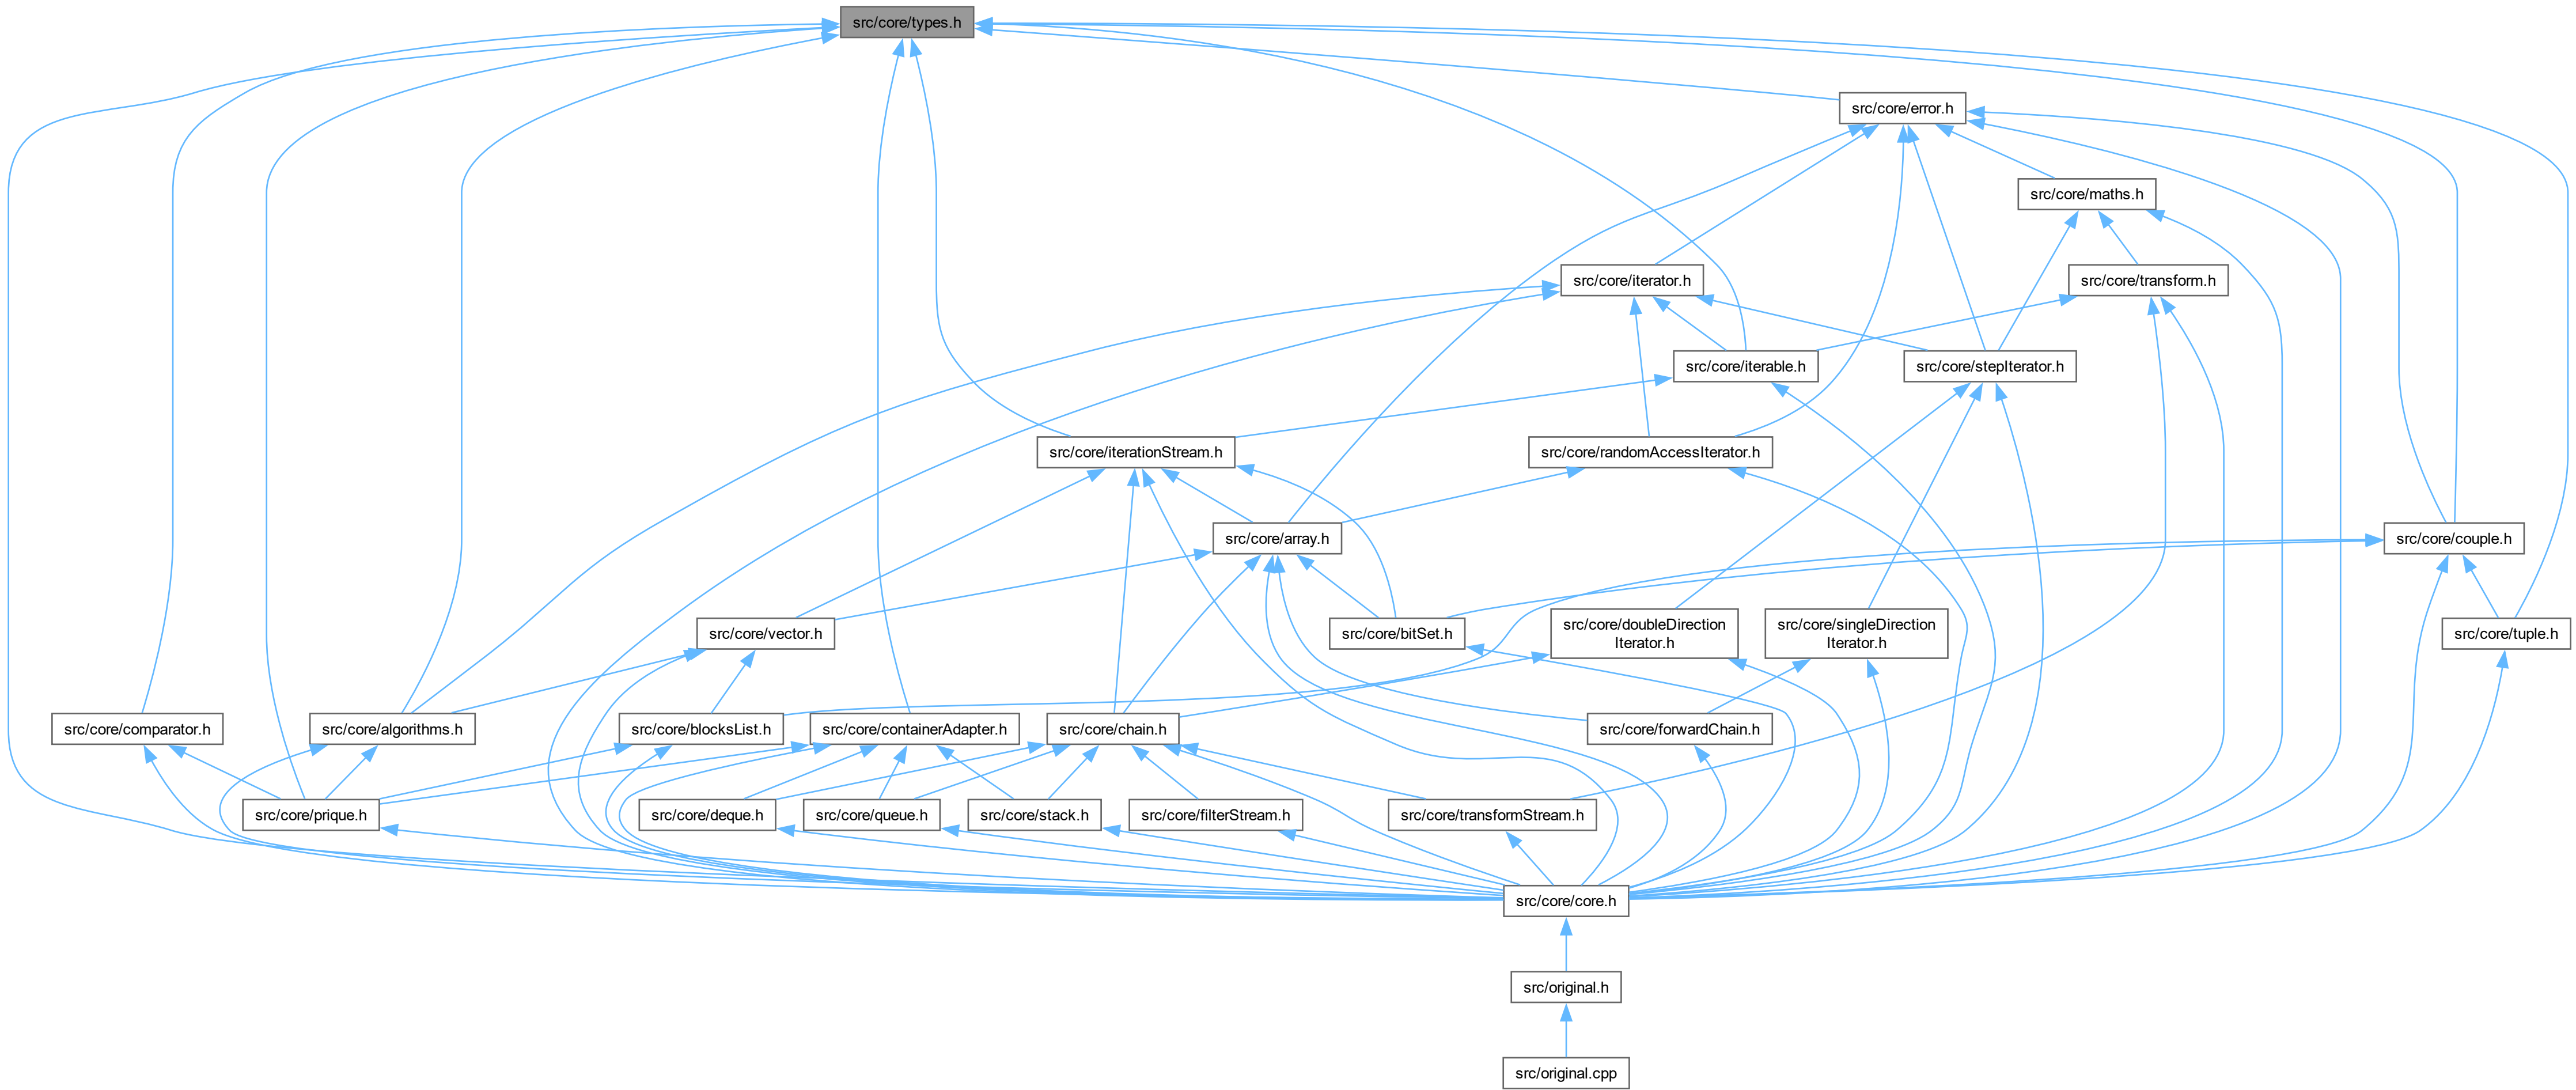 src/core/types.h
src/core/error.h
src/core/maths.h
src/core/iterator.h
src/core/transform.h
src/core/iterable.h
src/core/stepIterator.h
src/core/iterationStream.h
src/core/randomAccessIterator.h
src/core/array.h
src/core/couple.h
src/core/vector.h
src/core/bitSet.h
src/core/doubleDirection
Iterator.h
src/core/singleDirection
Iterator.h
src/core/tuple.h
src/core/comparator.h
src/core/algorithms.h
src/core/blocksList.h
src/core/containerAdapter.h
src/core/chain.h
src/core/forwardChain.h
src/core/prique.h
src/core/deque.h
src/core/queue.h
src/core/stack.h
src/core/filterStream.h
src/core/transformStream.h
src/core/core.h
src/original.h
src/original.cpp